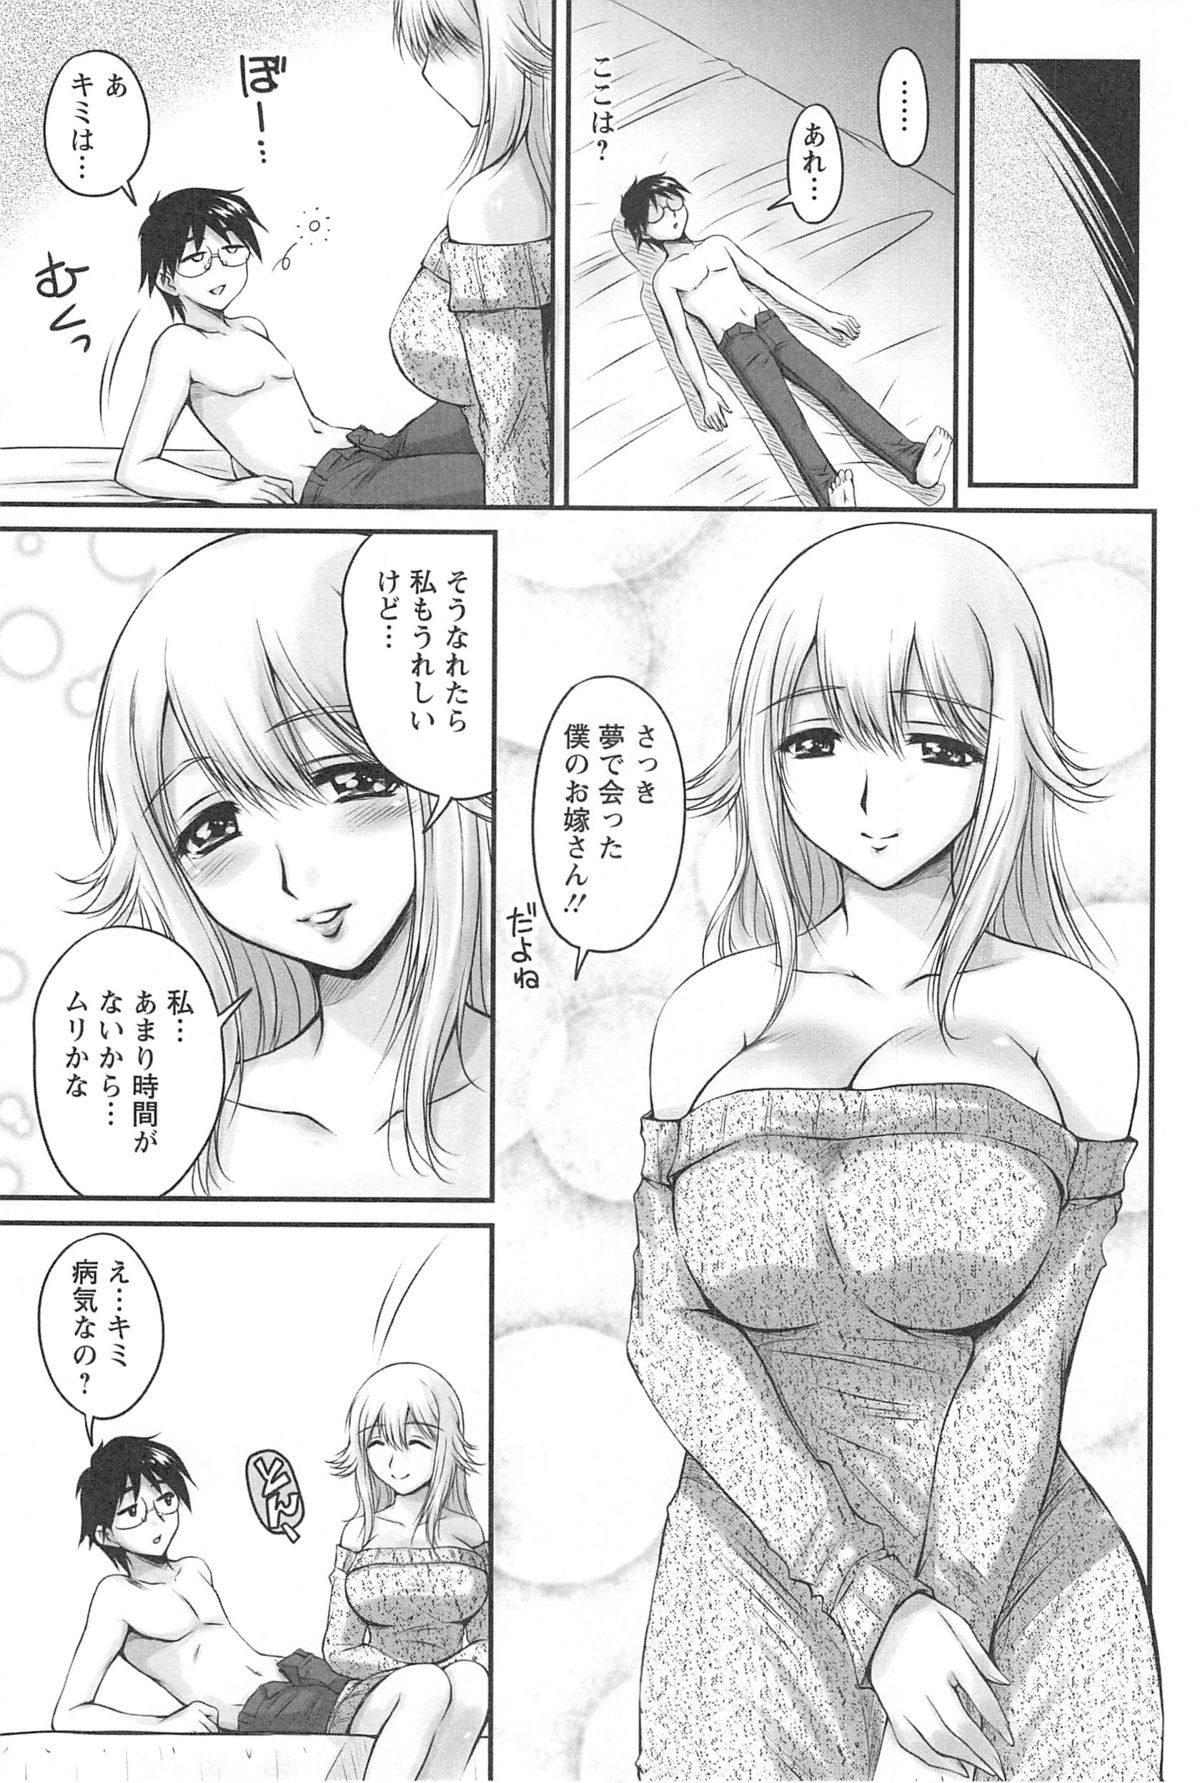 ……
あれ…
ここは？
ぼー…
あ
キミは…
むくっ
さっき
夢で会った
僕のお嫁さん!!
だよね
そうなれたら
私もうれしい
けど…
私…
あまり時間が
ないから…
ムリかな
とんっ
え…キミ
病気なの？